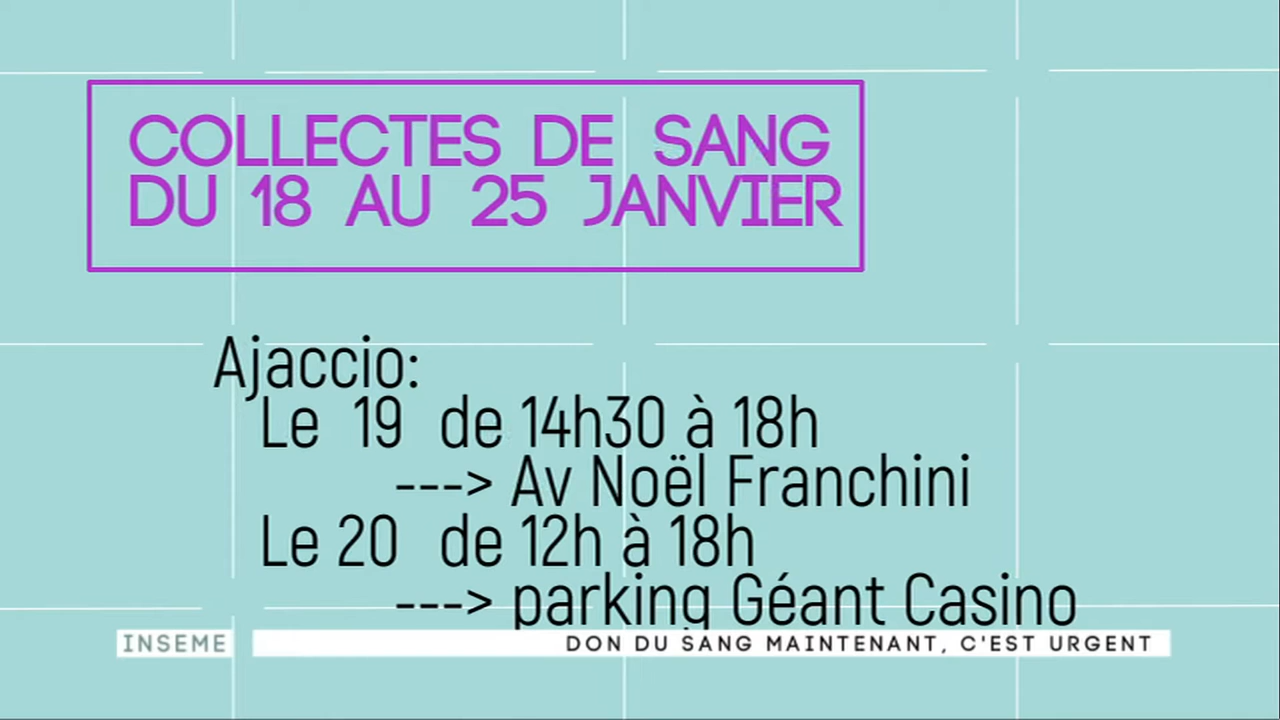 COLLECTES DE SANG
DU 18 AU 25 JANVIER
Ajaccio:
Le 19 de 14h30 à 18h
---> Av Noël Franchini
Le 20 de 12h à 18h
---> parking Géant Casino
INSEME
DON DU SANG MAINTENANT, C'EST URGENT